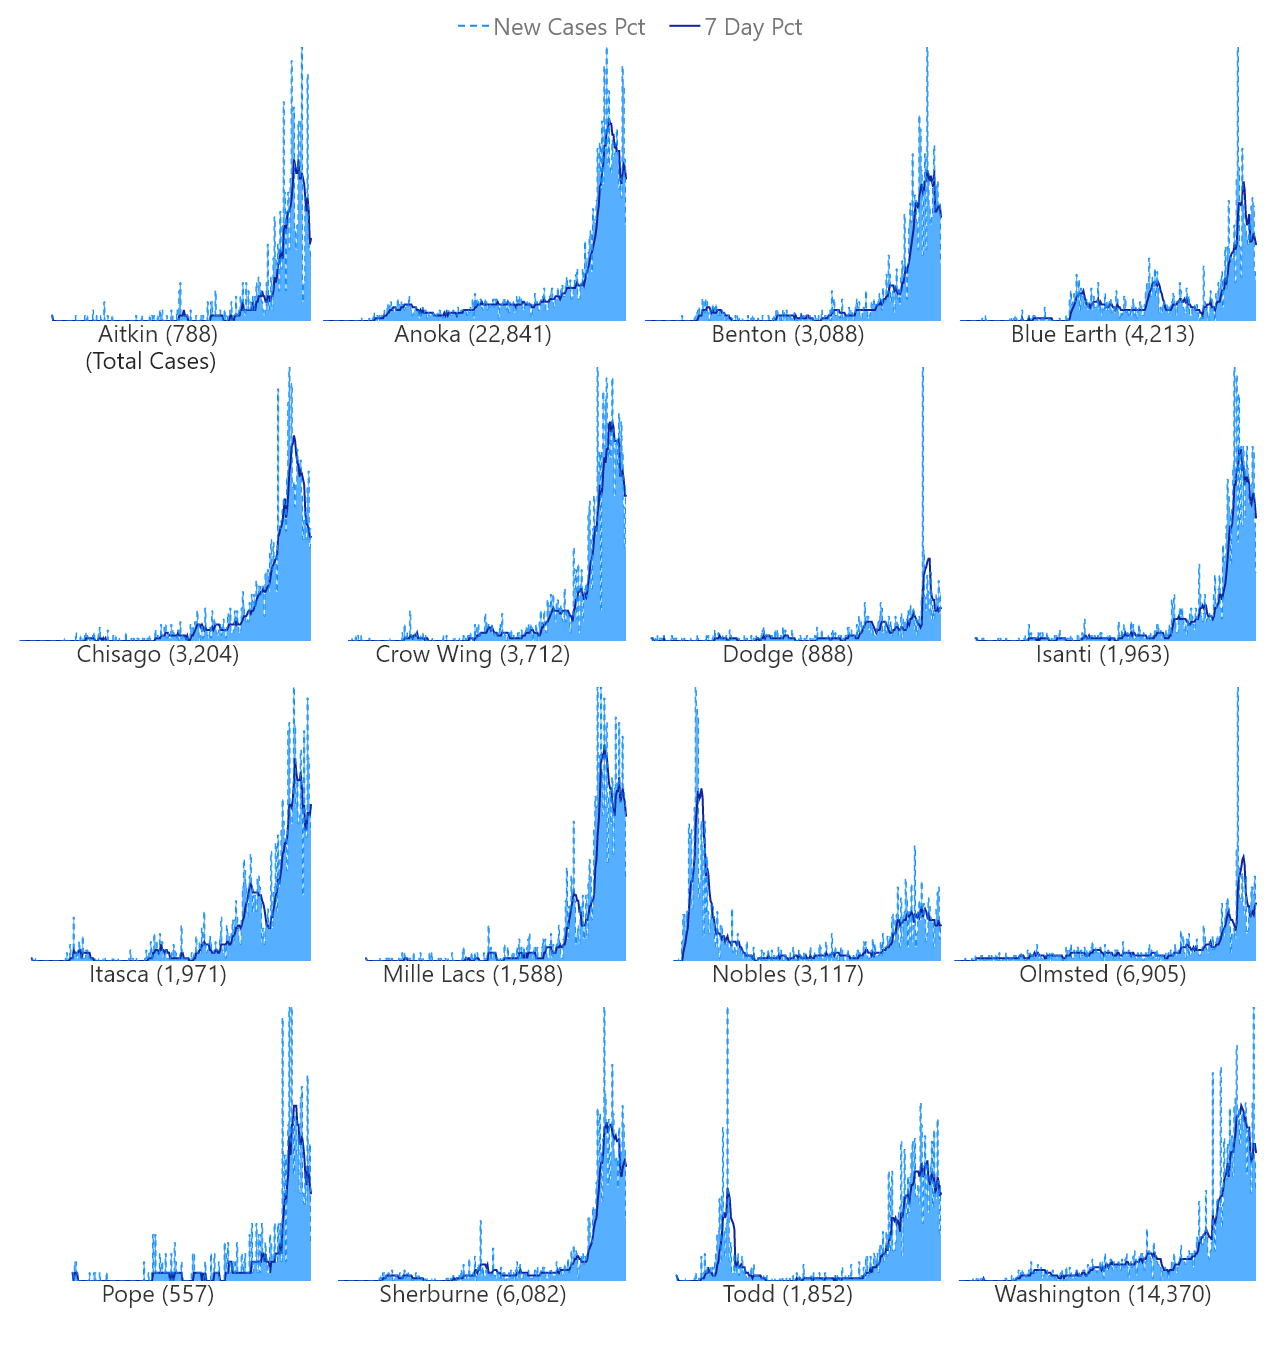 New Cases Pct 7 Day Pct
Aitkin (788) Anoka (22,841) Benton (3,088) Blue Earth (4,213)
(Total Cases)
Chisago (3,204) Crow Wing (3,712) Dodge (888) Isanti (1,963)
Itasca (1,971) Mille Lacs (1,588) Nobles (3,117) Olmsted (6,905)
Pope (557) Sherburne (6,082) Todd (1,852) Washington (14,370)